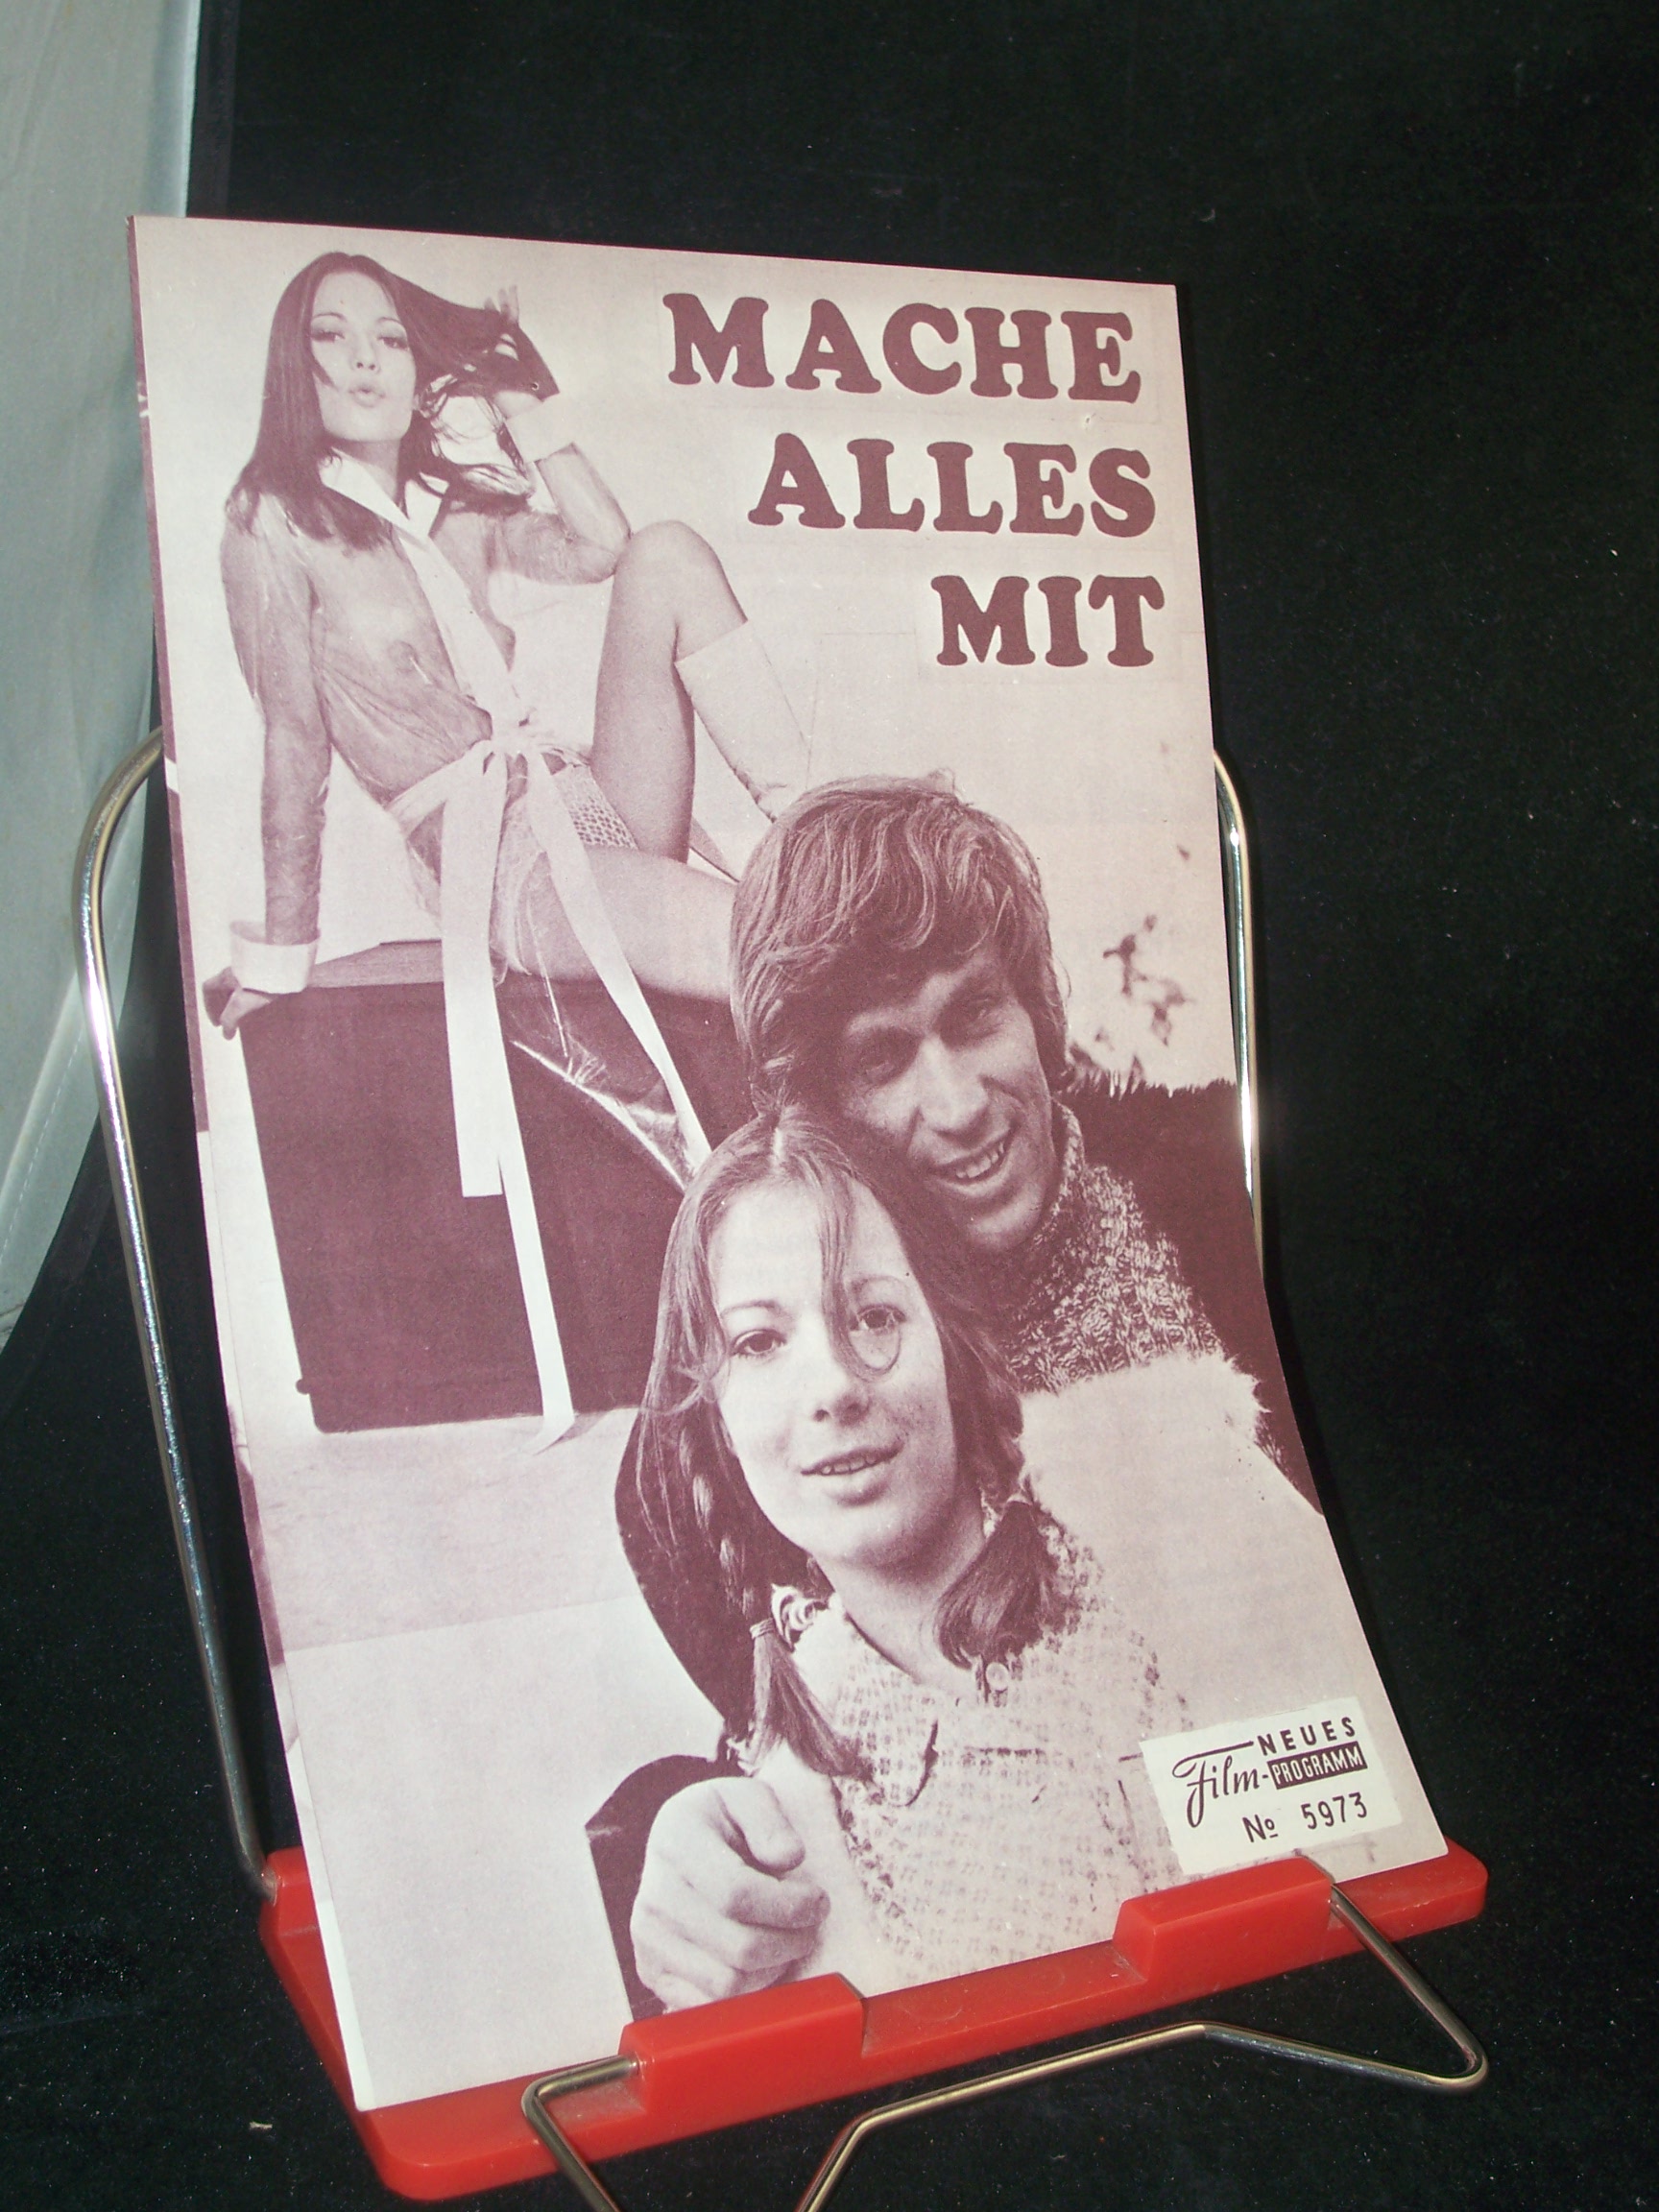 MACHE
ALLES
MIT
NEUES
Film-PROGRAMM
No 5973